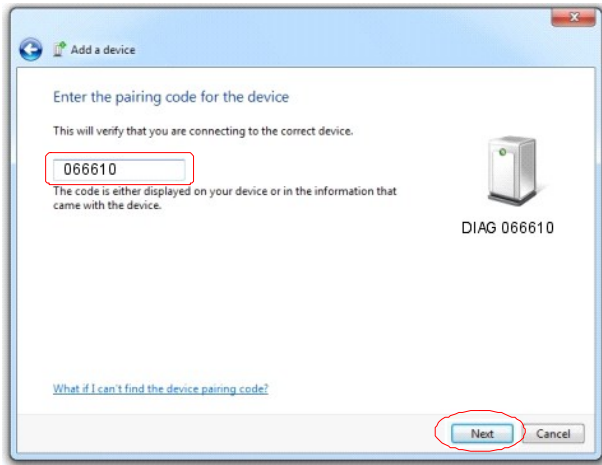 Add a device
Enter the pairing code for the device
This will verify that you are connecting to the correct device.
066610
The code is either displayed on your device or in the information that
came with the device.
DIAG 066610
What if I can't find the device pairing code?
Next
Cancel